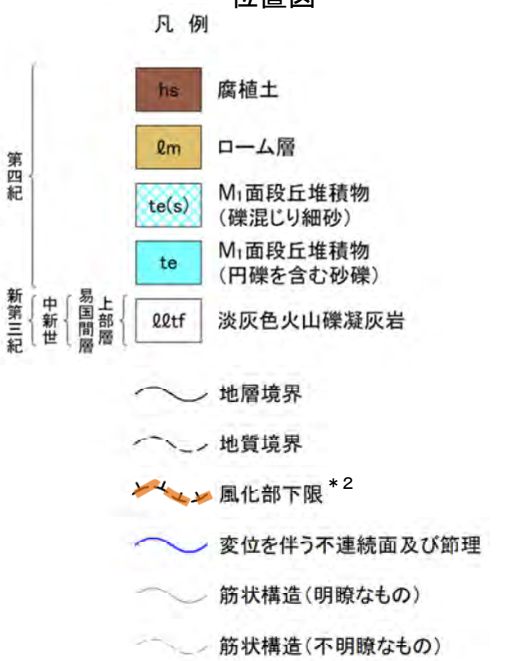 位置図
凡 例
hs 腐植土
ℓm ローム層
te(s) M₁面段丘堆積物
(礫混じり細砂)
te M₁面段丘堆積物
(円礫を含む砂礫)
ℓℓtf 淡灰色火山礫凝灰岩
第四紀
新第三紀
中新世
易国間層
上部層
地層境界
地質境界
風化部下限*2
変位を伴う不連続面及び節理
筋状構造(明瞭なもの)
筋状構造(不明瞭なもの)